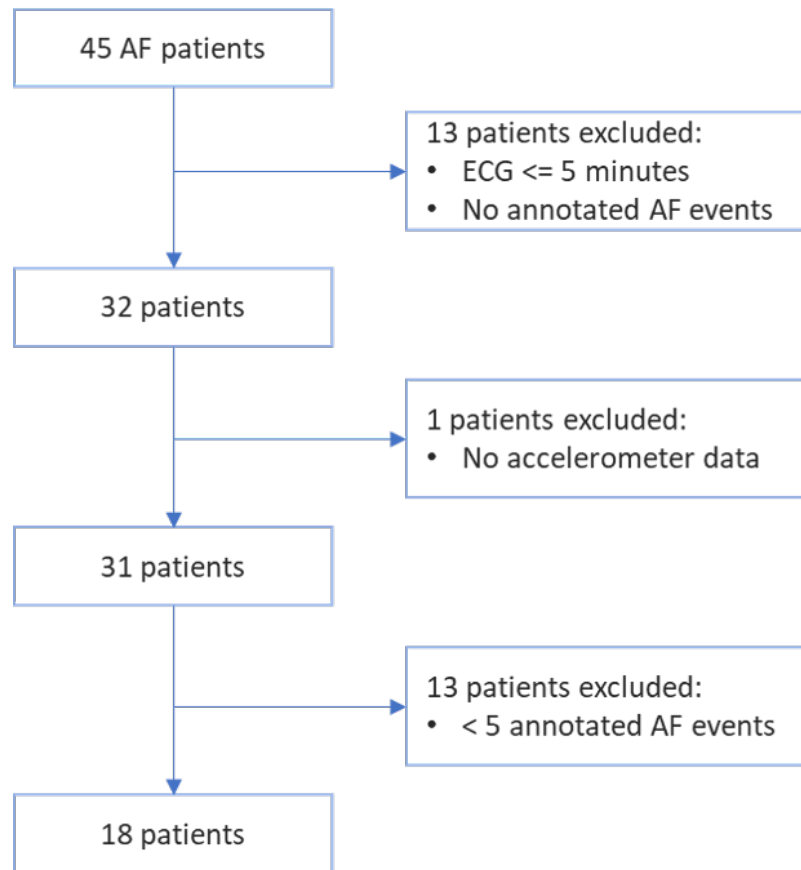 45 AF patients
13 patients excluded:
• ECG <= 5 minutes
• No annotated AF events
32 patients
1 patients excluded:
• No accelerometer data
31 patients
13 patients excluded:
• < 5 annotated AF events
18 patients